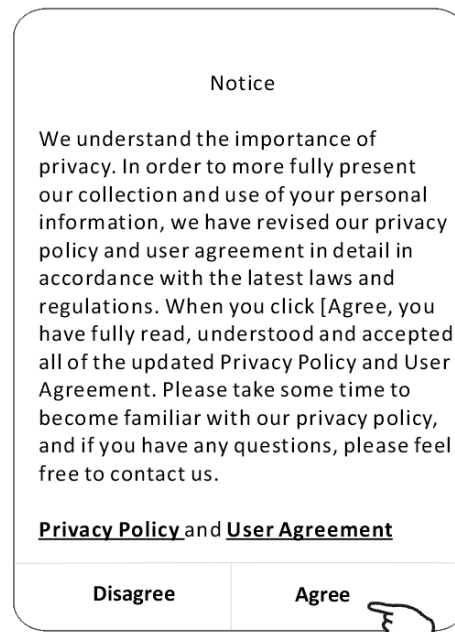 Notice
We understand the importance of
privacy. In order to more fully present
our collection and use of your personal
information, we have revised our privacy
policy and user agreement in detail in
accordance with the latest laws and
regulations. When you click [Agree, you
have fully read, understood and accepted
all of the updated Privacy Policy and User
Agreement. Please take some time to
become familiar with our privacy policy,
and if you have any questions, please feel
free to contact us.
Privacy Policy and User Agreement
Disagree Agree